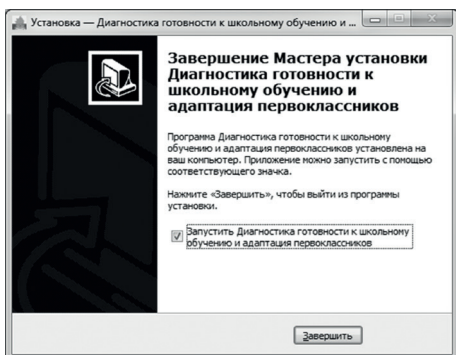 Установка — Диагностика готовности к школьному обучению и ...
Завершение Мастера установки
Диагностика готовности к
школьному обучению и
адаптация первоклассников
Программа Диагностика готовности к школьному
обучению и адаптация первоклассников установлена на
ваш компьютер. Приложение можно запустить с помощью
соответствующего значка.
Нажмите «Завершить», чтобы выйти из программы
установки.
Запустить Диагностика готовности к школьному
обучению и адаптация первоклассников
Завершить